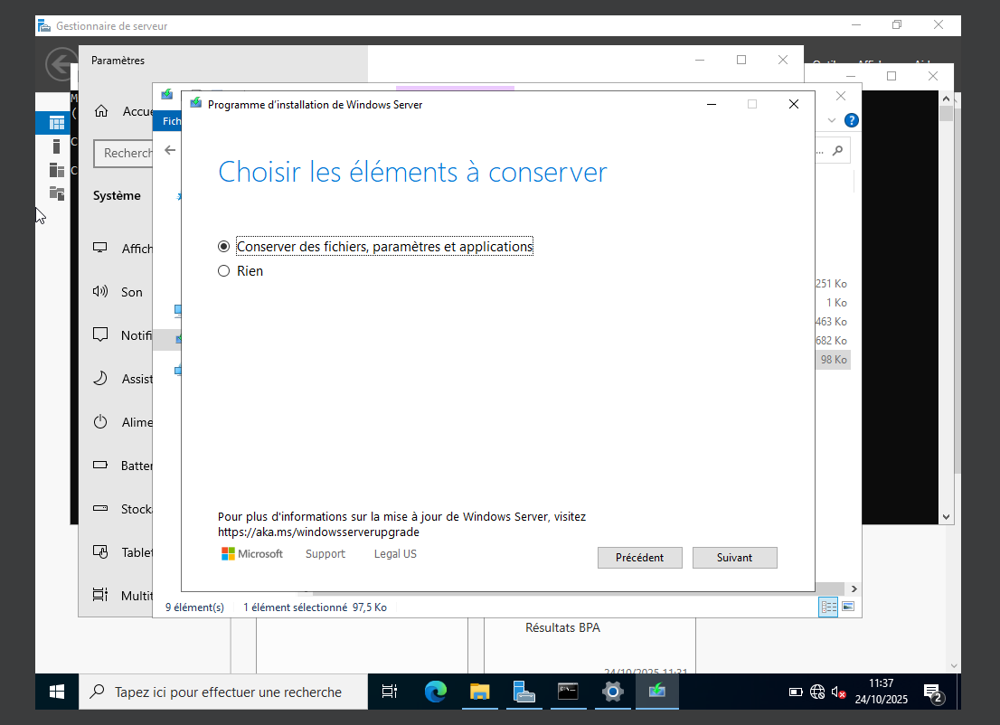 Gestionnaire de serveur
Paramètres
Accue
Recherch
Système
Affich
Son
Notifi
Assist
Alime
Batter
Stock
Tablet
Multit
Fich
Programme d'installation de Windows Server
Choisir les éléments à conserver
Conserver des fichiers, paramètres et applications
Rien
Pour plus d'informations sur la mise à jour de Windows Server, visitez
https://aka.ms/windowsserverupgrade
Microsoft Support Legal US
Précédent Suivant
251 Ko
1 Ko
463 Ko
682 Ko
98 Ko
9 élément(s) 1 élément sélectionné 97,5 Ko
Résultats BPA
24/10/2025 11:31
Tapez ici pour effectuer une recherche
11:37
24/10/2025
2